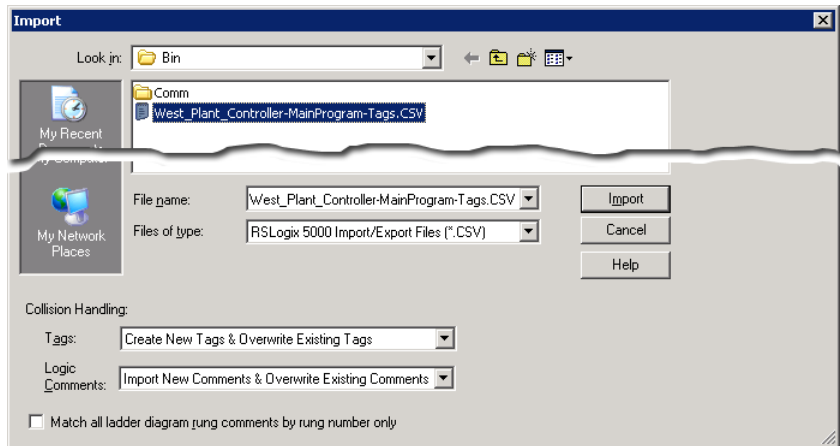 Import
Look in: Bin
Comm
West_Plant_Controller-MainProgram-Tags.CSV
My Recent
My Network
Places
File name: West_Plant_Controller-MainProgram-Tags.CSV Import
Files of type: RSLogix 5000 Import/Export Files (*.CSV) Cancel
Help
Collision Handling:
Tags: Create New Tags & Overwrite Existing Tags
Logic
Comments: Import New Comments & Overwrite Existing Comments
Match all ladder diagram rung comments by rung number only